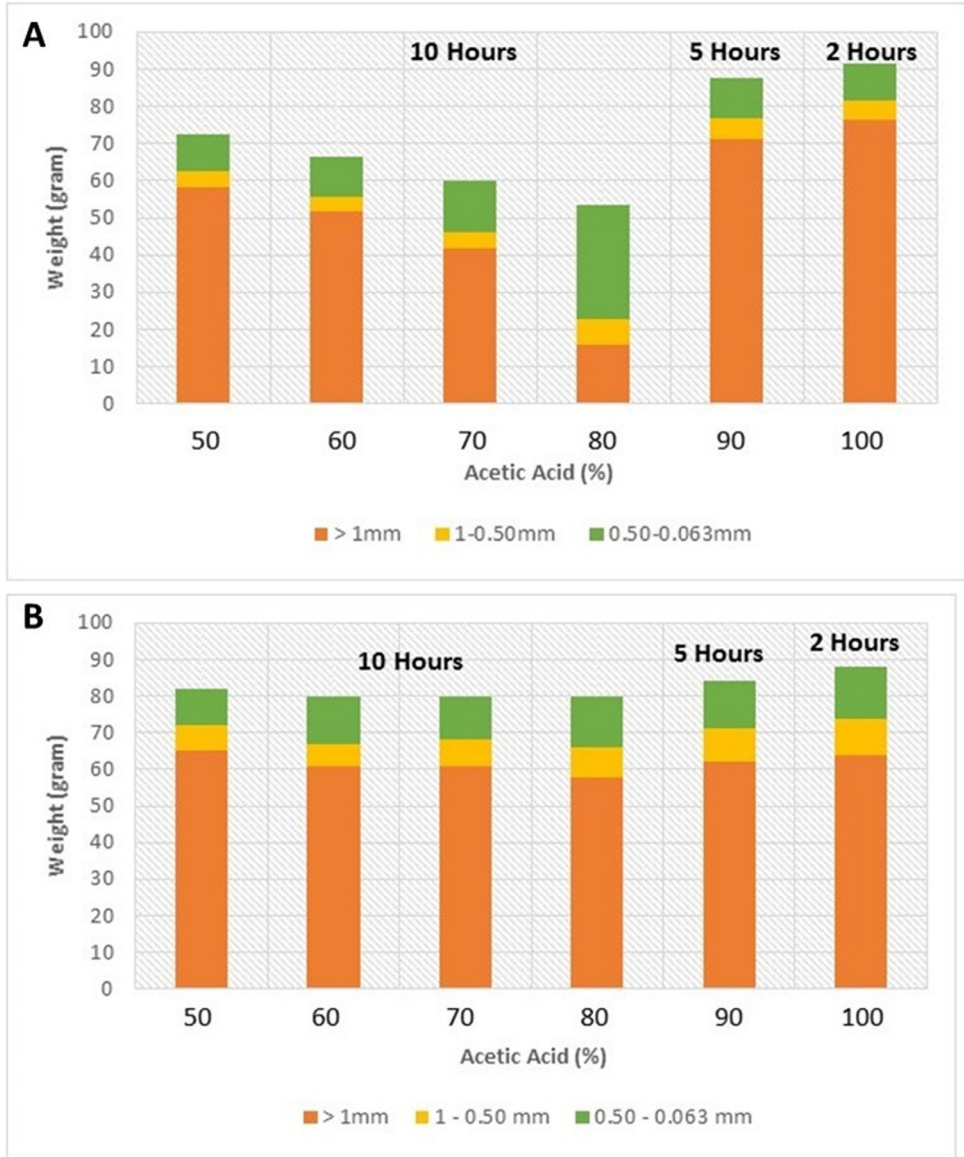 A
100
90
80
70
60
50
40
30
20
10
0
Weight (gram)
10 Hours
5 Hours
2 Hours
50 60 70 80 90 100
Acetic Acid (%)
> 1mm 1-0.50mm 0.50-0.063mm
B
100
90
80
70
60
50
40
30
20
10
0
Weight (gram)
10 Hours
5 Hours
2 Hours
50 60 70 80 90 100
Acetic Acid (%)
> 1mm 1 - 0.50 mm 0.50 - 0.063 mm